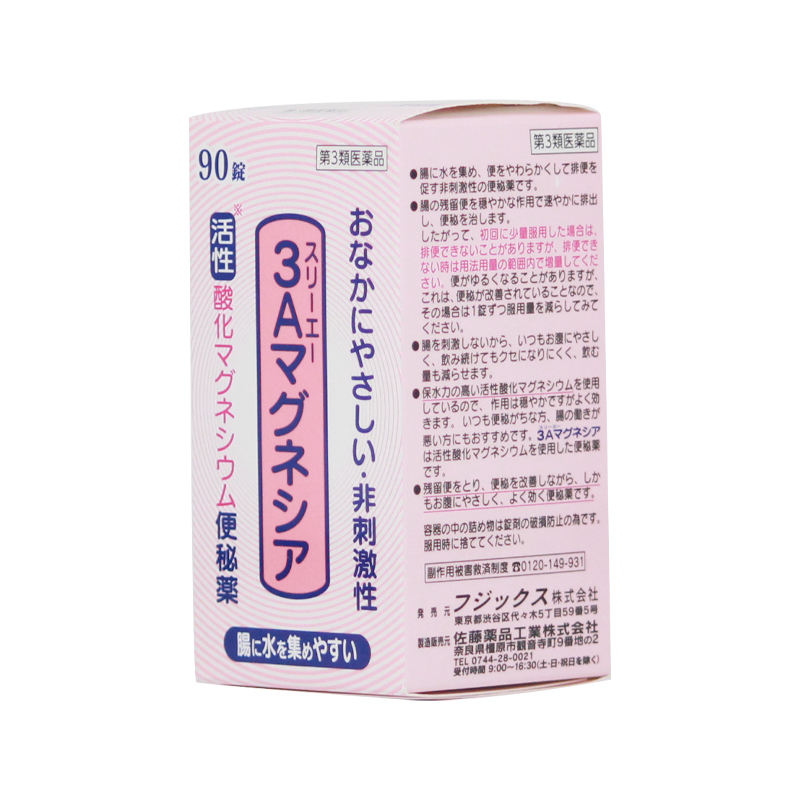 90錠
第3類医薬品
おなかにやさしい・非刺激性
スリーエー
3Aマグネシア
※
活性酸化マグネシウム便秘薬
腸に水を集めやすい
第3類医薬品
●腸に水を集め、便をやわらかくして排便を
促す非刺激性の便秘薬です。
●腸の残留便を穏やかな作用で速やかに排出
し、便秘を治します。
したがって、初回に少量服用した場合は、
排便できないことがありますが、排便でき
ない時は用法用量の範囲内で増量してくだ
さい。便がゆるくなることがありますが、
これは、便秘が改善されていることなので、
その場合は1錠ずつ服用量を減らしてみて
ください。
●腸を刺激しないから、いつもお腹にやさし
く、飲み続けてもクセになりにくく、飲む
量も減らせます。
●保水力の高い活性酸化マグネシウムを使用
しているので、作用は穏やかですがよく効
きます。いつも便秘がちな方、腸の働きが
悪い方にもおすすめです。3Aマグネシア
は活性酸化マグネシウムを使用した便秘薬
です。
●残留便をとり、便秘を改善しながら、しか
もお腹にやさしく、よく効く便秘薬です。
容器の中の詰め物は錠剤の破損防止の為です。
服用時に捨ててください。
副作用被害救済制度 ☎0120-149-931
発売元 フジックス株式会社
東京都渋谷区代々木5丁目59番5号
製造販売元 佐藤薬品工業株式会社
奈良県橿原市観音寺町9番地の2
TEL 0744-28-0021
受付時間 9:00～16:30(土・日・祝日を除く)